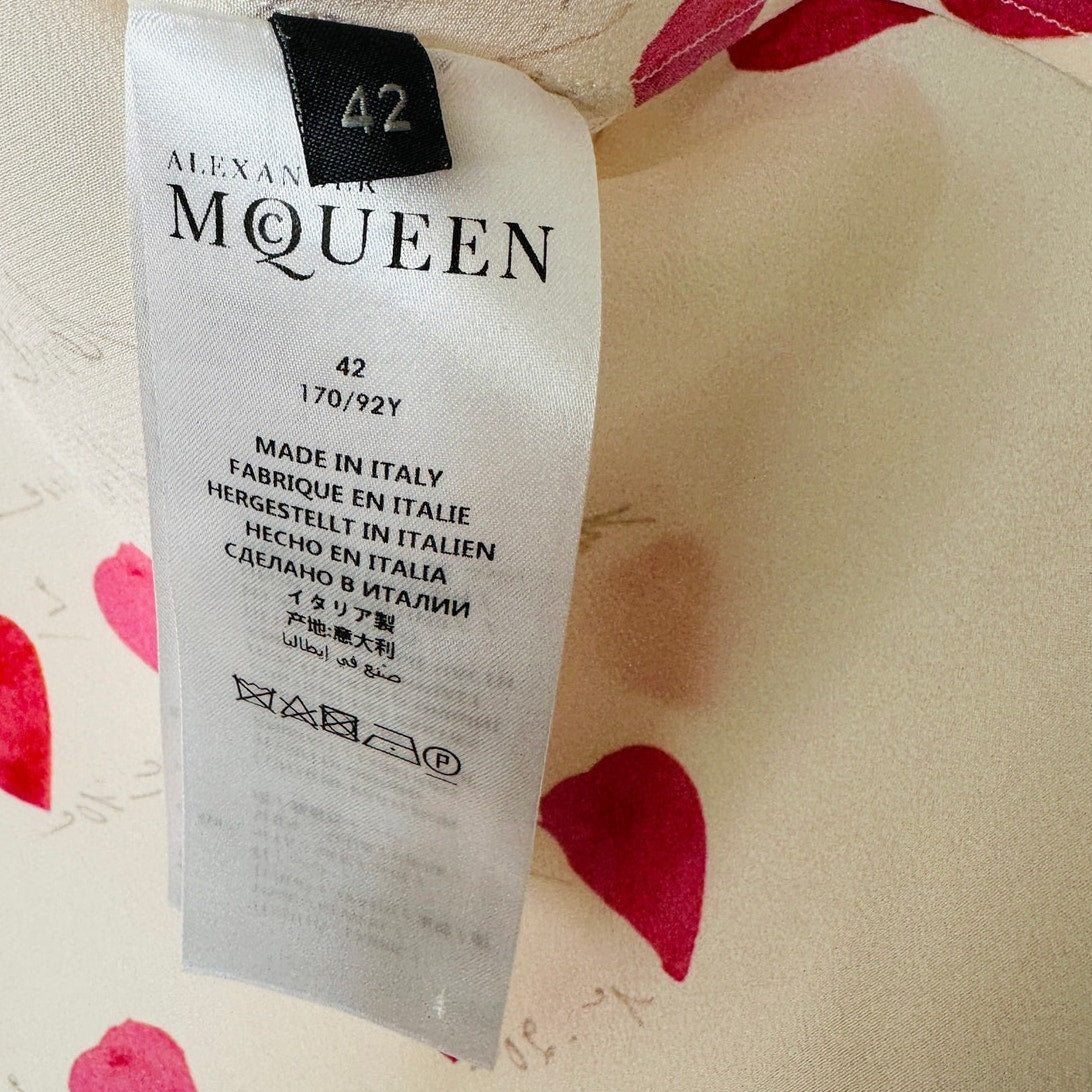 42
ALEXANDER
MCQUEEN
42
170/92Y
MADE IN ITALY
FABRIQUE EN ITALIE
HERGESTELLT IN ITALIEN
HECHO EN ITALIA
СДЕЛАНО В ИТАЛИИ
イタリア製
产地:意大利
صنع في إيطاليا
P